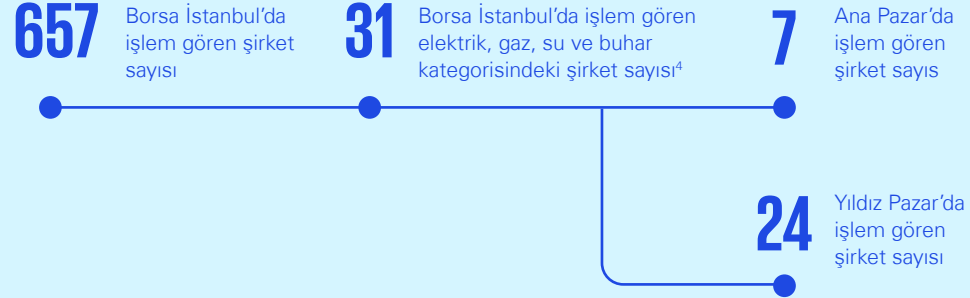 657
Borsa İstanbul'da
işlem gören şirket
sayısı
31
Borsa İstanbul'da işlem gören
elektrik, gaz, su ve buhar
kategorisindeki şirket sayısı⁴
7
Ana Pazar'da
işlem gören
şirket sayıs
24
Yıldız Pazar'da
işlem gören
şirket sayısı